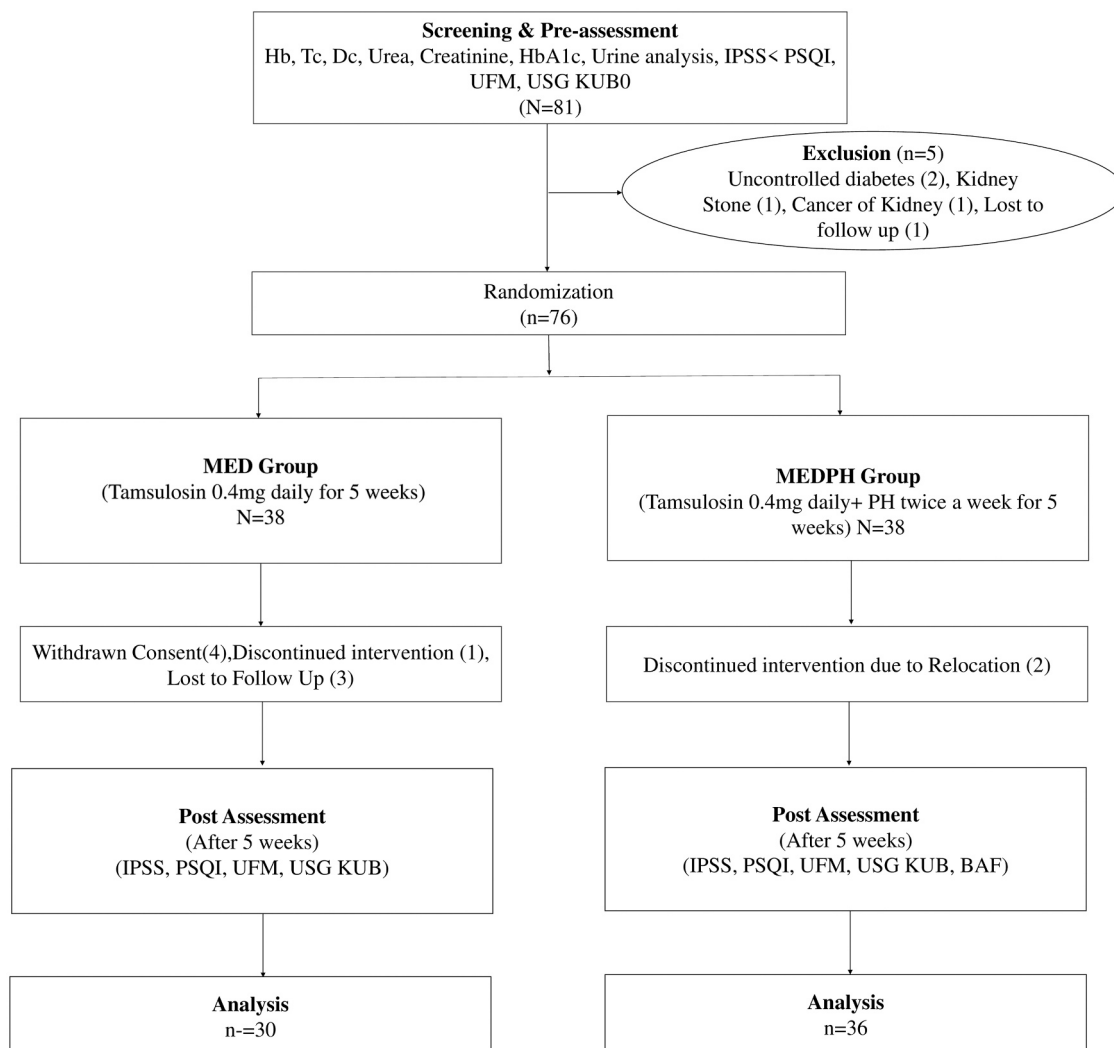 Screening & Pre-assessment
Hb, Tc, Dc, Urea, Creatinine, HbA1c, Urine analysis, IPSS< PSQI,
UFM, USG KUB0
(N=81)
Exclusion (n=5)
Uncontrolled diabetes (2), Kidney
Stone (1), Cancer of Kidney (1), Lost to
follow up (1)
Randomization
(n=76)
MED Group
(Tamsulosin 0.4mg daily for 5 weeks)
N=38
MEDPH Group
(Tamsulosin 0.4mg daily+ PH twice a week for 5
weeks) N=38
Withdrawn Consent(4),Discontinued intervention (1),
Lost to Follow Up (3)
Discontinued intervention due to Relocation (2)
Post Assessment
(After 5 weeks)
(IPSS, PSQI, UFM, USG KUB)
Post Assessment
(After 5 weeks)
(IPSS, PSQI, UFM, USG KUB, BAF)
Analysis
n-=30
Analysis
n=36